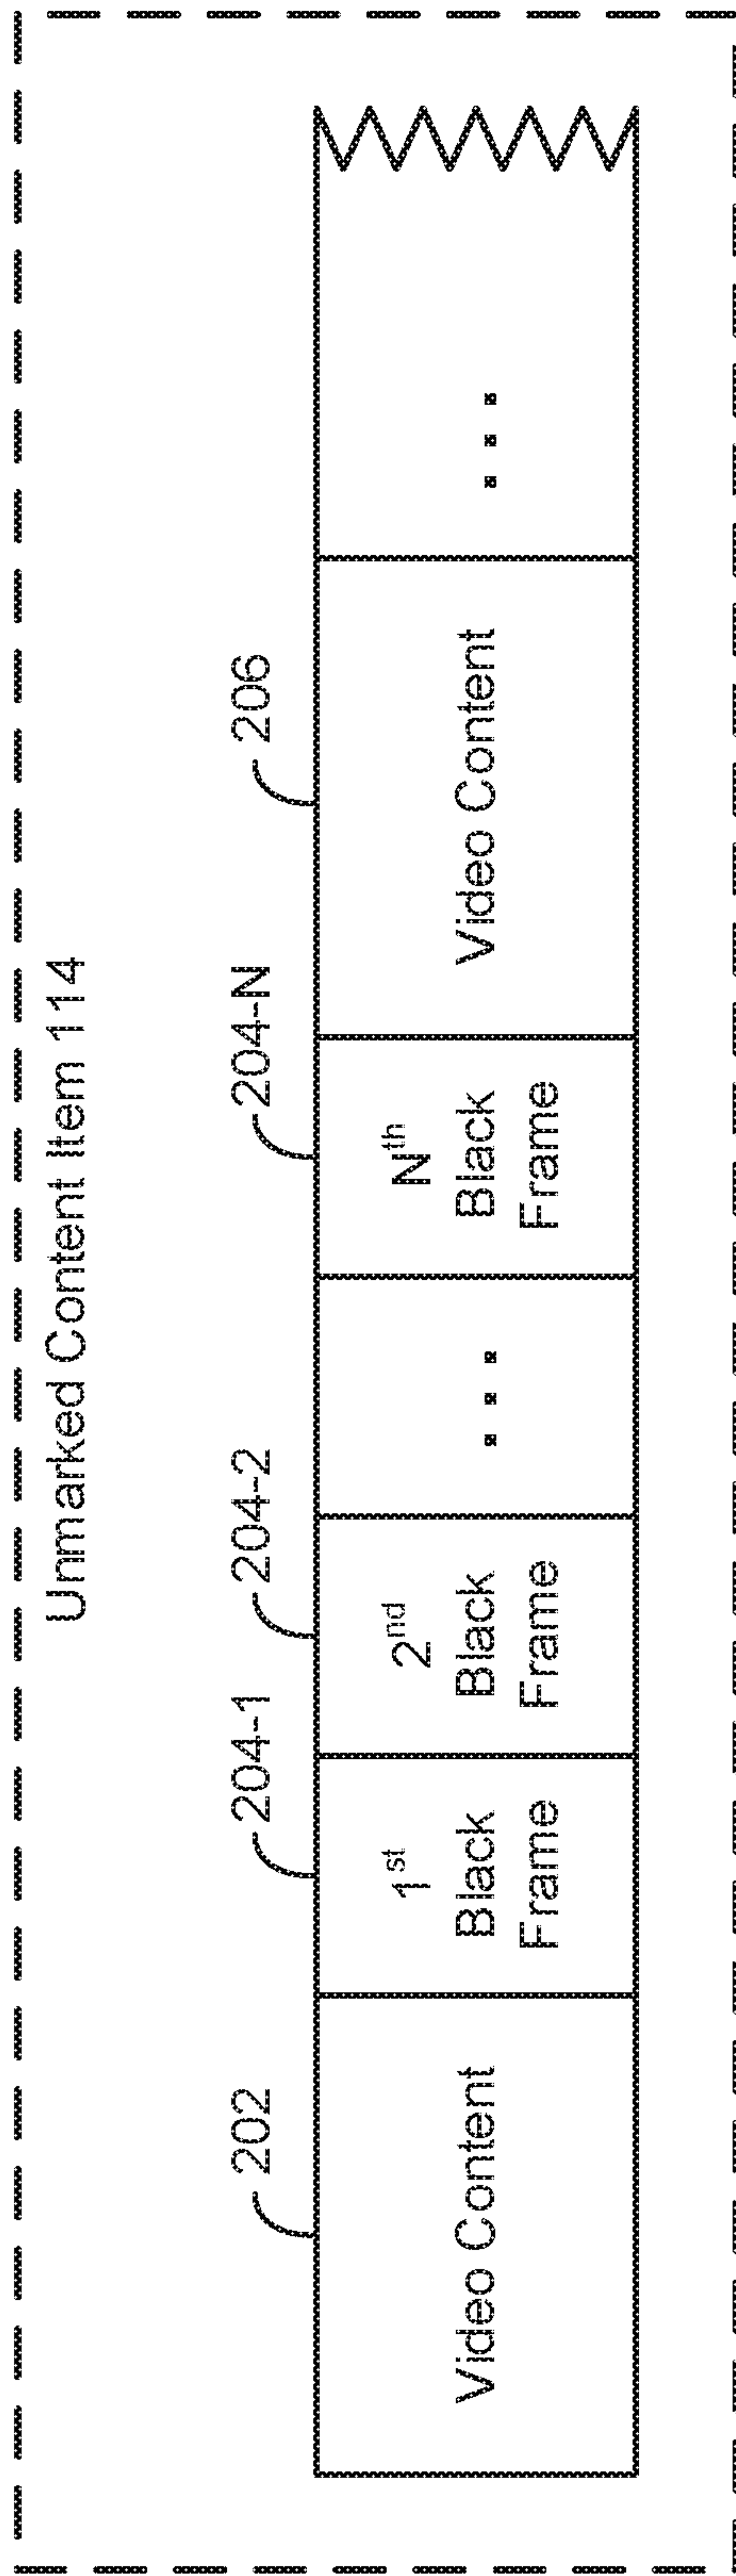 Unmarked Content Item 114
202
204-1
204-2
204-N
206
Video Content
1st
Black
Frame
2nd
Black
Frame
. . .
Nth
Black
Frame
Video Content
. . .